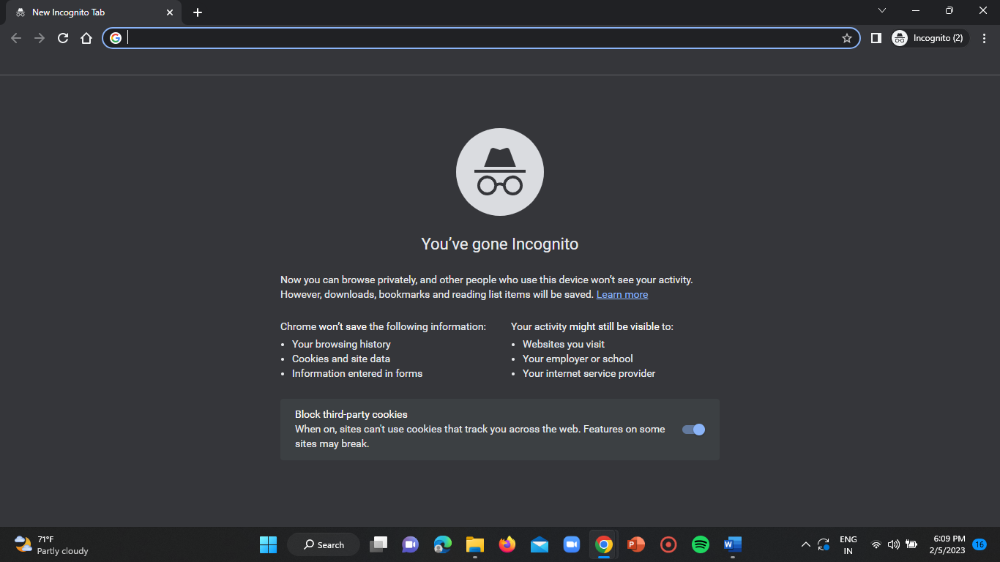 New Incognito Tab
Incognito (2)
You've gone Incognito
Now you can browse privately, and other people who use this device won't see your activity.
However, downloads, bookmarks and reading list items will be saved. Learn more
Chrome won't save the following information:
• Your browsing history
• Cookies and site data
• Information entered in forms
Your activity might still be visible to:
• Websites you visit
• Your employer or school
• Your internet service provider
Block third-party cookies
When on, sites can't use cookies that track you across the web. Features on some
sites may break.
71°F
Partly cloudy
Search
ENG
IN
6:09 PM
2/5/2023
16